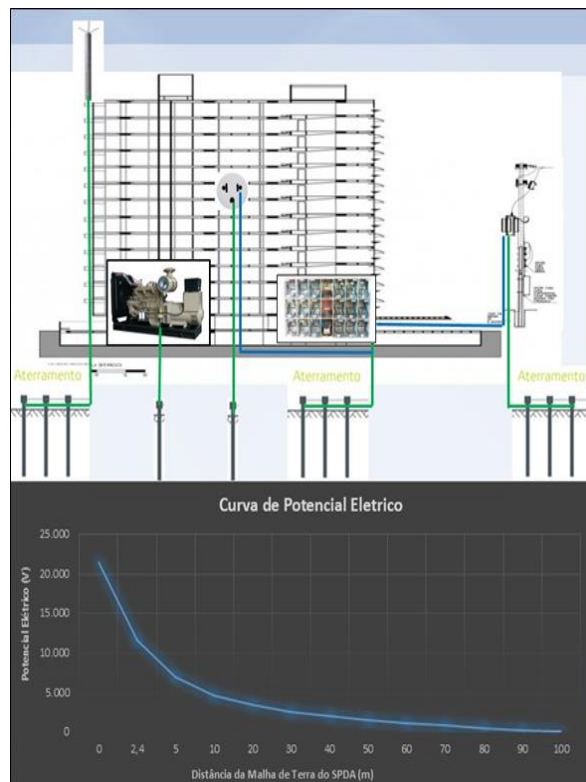 Aterramento
Aterramento
Aterramento
Curva de Potencial Eletrico
Potencial Elétrico (V)
25.000
20.000
15.000
10.000
5.000
0
0 2,4 5 10 20 30 40 50 60 70 80 90 100
Distância da Malha de Terra do SPDA (m)